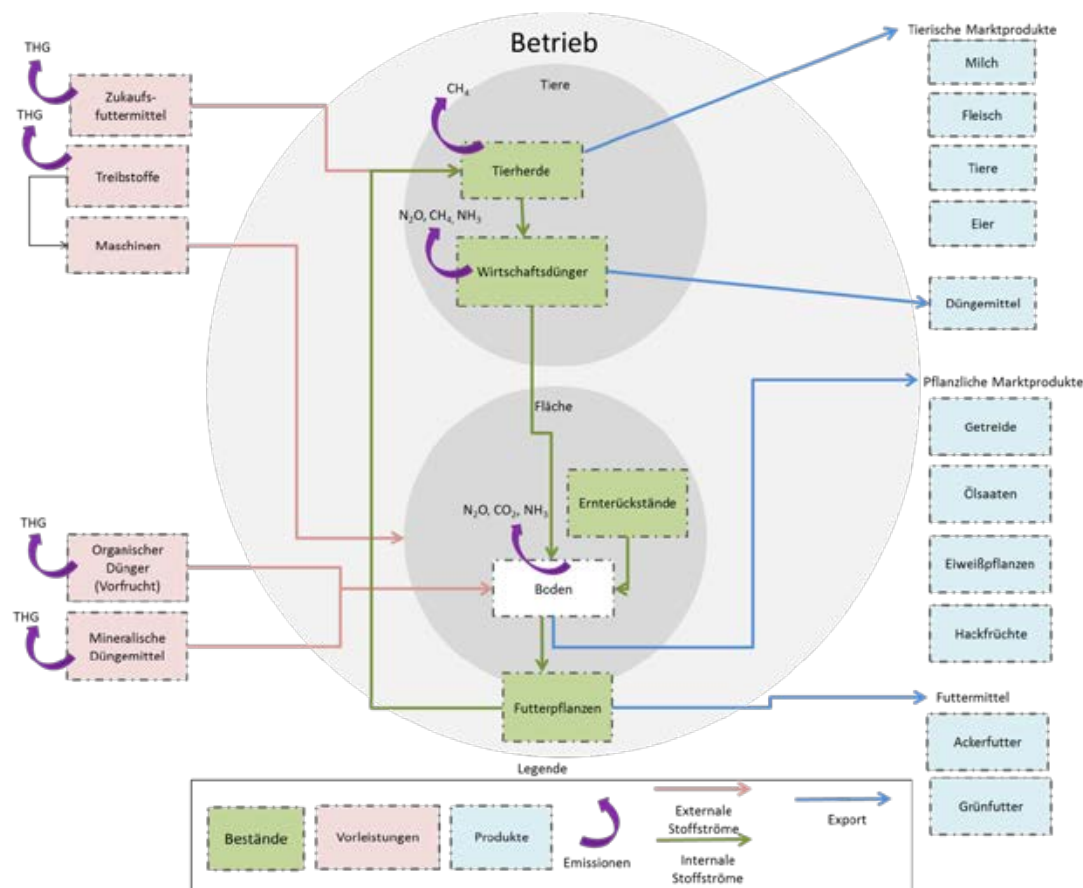 Betrieb
Tiere
THG
Zukaufs-
futtermittel
THG
Treibstoffe
Maschinen
CH₄
Tierherde
N₂O, CH₄, NH₃
Wirtschaftsdünger
Tierische Marktprodukte
Milch
Fleisch
Tiere
Eier
Düngemittel
Fläche
Ernterückstände
N₂O, CO₂, NH₃
Boden
Futterpflanzen
THG
Organischer
Dünger
(Vorfrucht)
THG
Mineralische
Düngemittel
Pflanzliche Marktprodukte
Getreide
Ölsaaten
Eiweißpflanzen
Hackfrüchte
Futtermittel
Ackerfutter
Grünfutter
Legende
Bestände
Vorleistungen
Produkte
Emissionen
Externale
Stoffströme
Internale
Stoffströme
Export